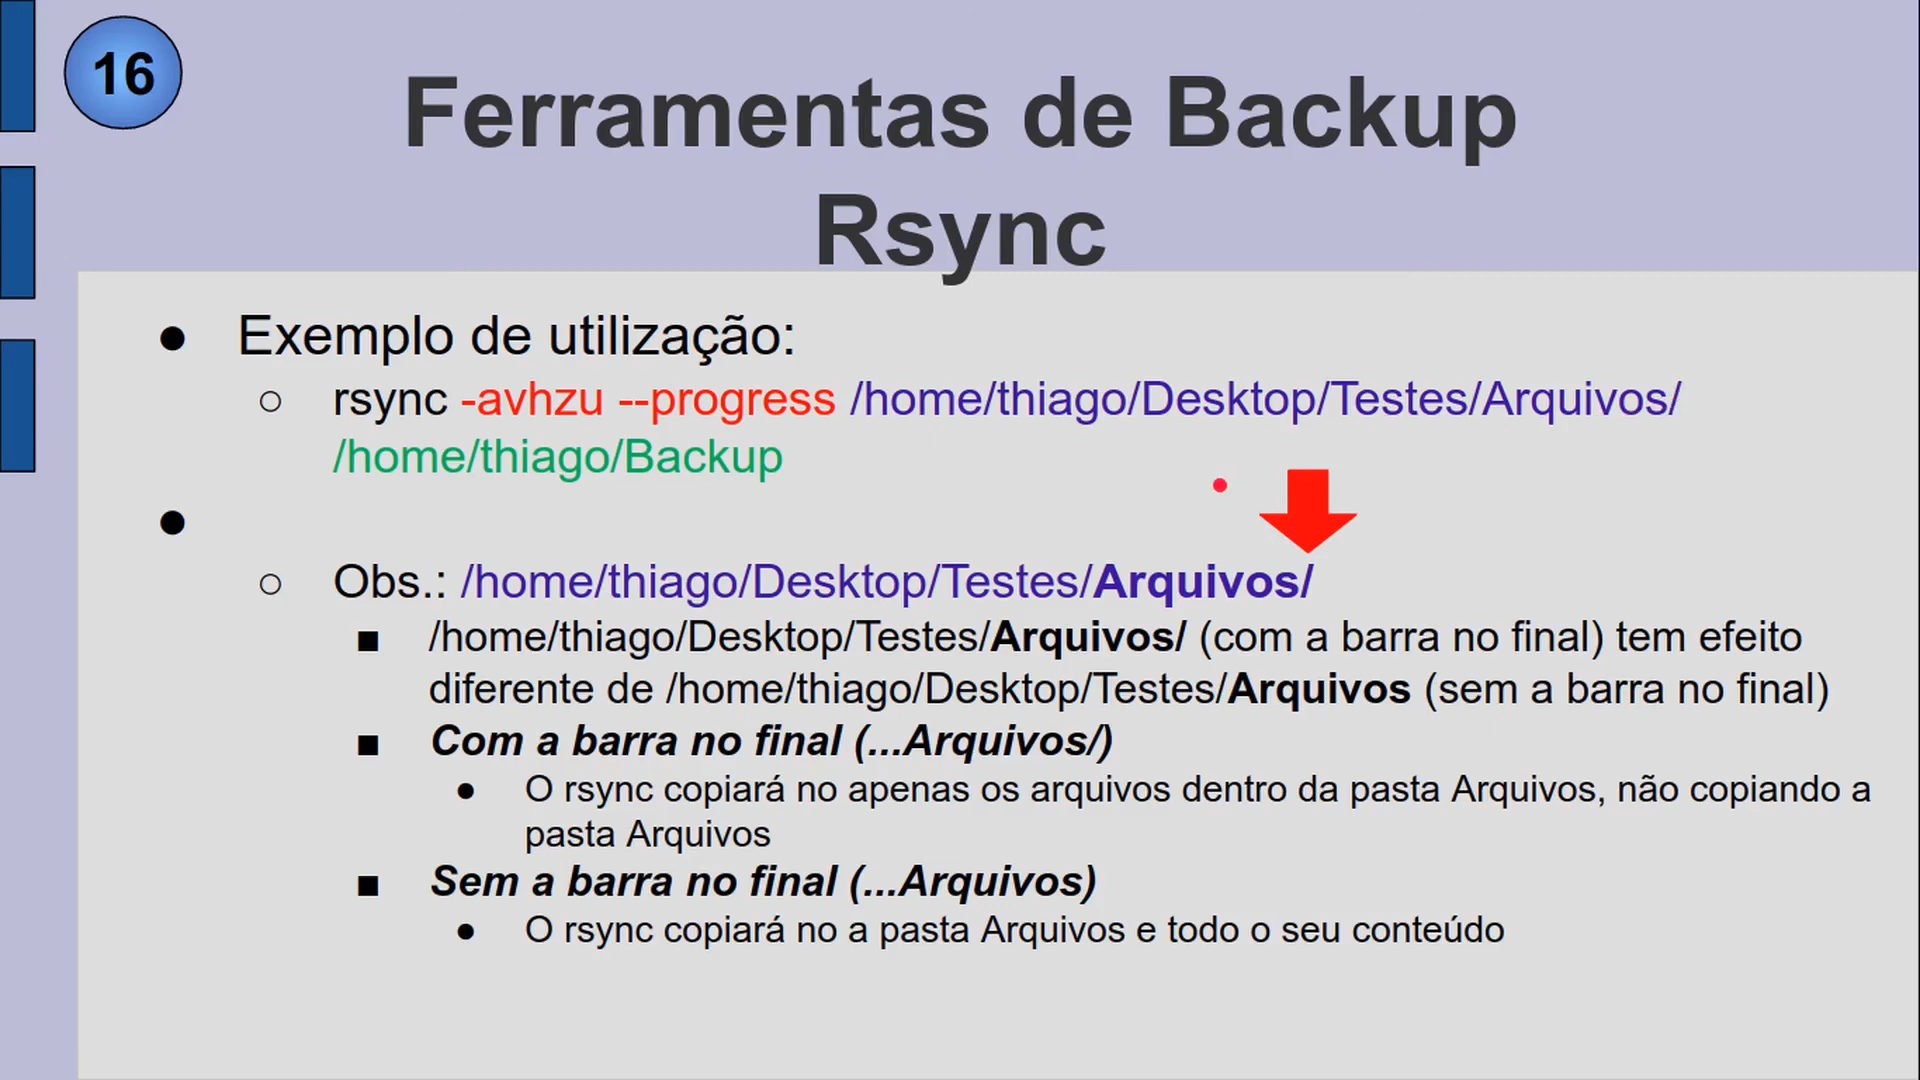 16
Ferramentas de Backup
Rsync
Exemplo de utilização:
rsync -avhzu --progress /home/thiago/Desktop/Testes/Arquivos/
/home/thiago/Backup
Obs.: /home/thiago/Desktop/Testes/Arquivos/
/home/thiago/Desktop/Testes/Arquivos/ (com a barra no final) tem efeito
diferente de /home/thiago/Desktop/Testes/Arquivos (sem a barra no final)
Com a barra no final (...Arquivos/)
O rsync copiará no apenas os arquivos dentro da pasta Arquivos, não copiando a
pasta Arquivos
Sem a barra no final (...Arquivos)
O rsync copiará no a pasta Arquivos e todo o seu conteúdo